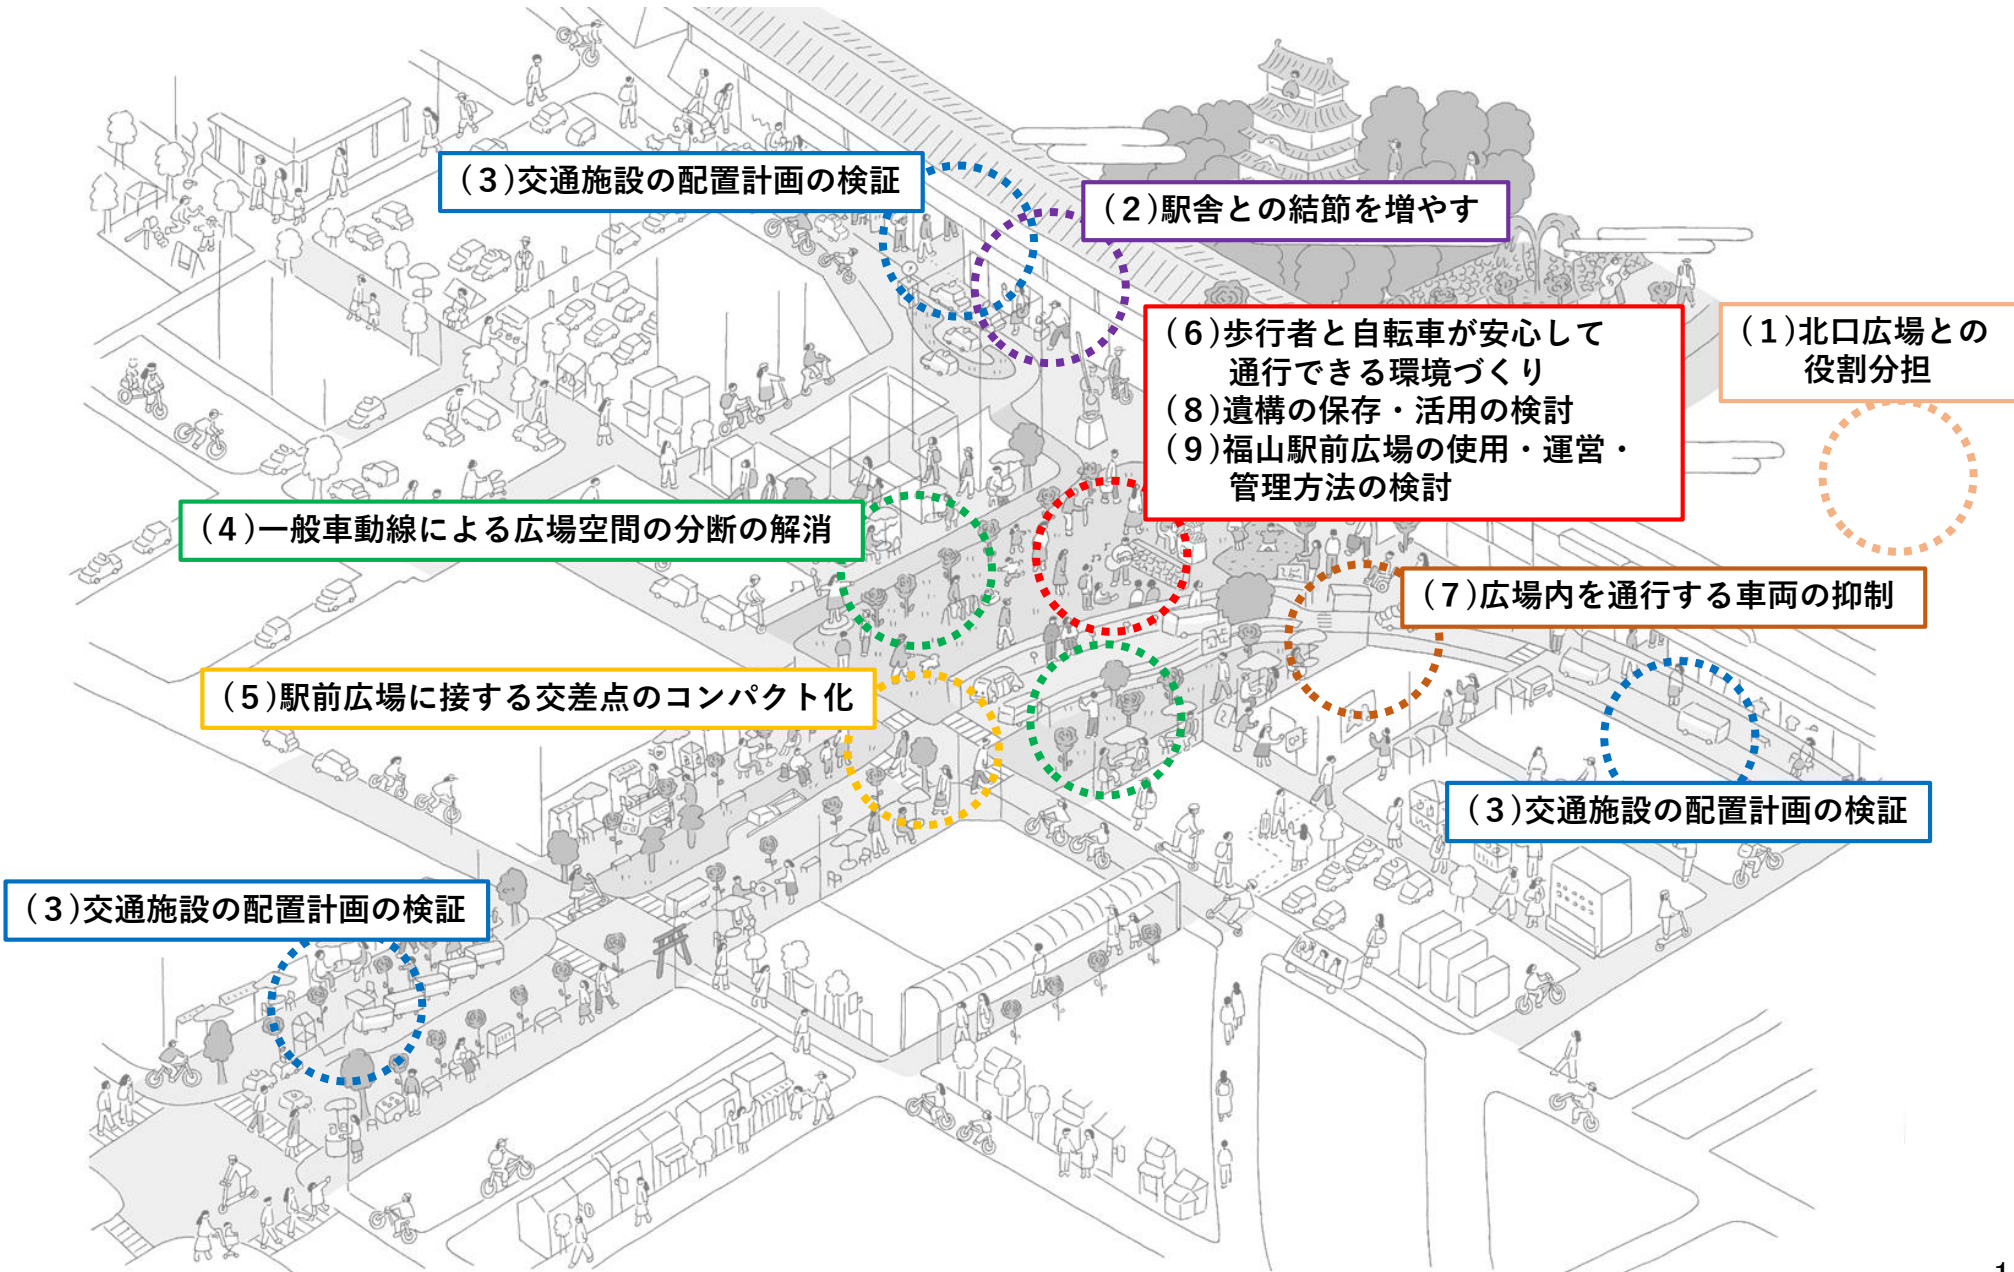 (3)交通施設の配置計画の検証
(2)駅舎との結節を増やす
(1)北口広場との
役割分担
(6)歩行者と自転車が安心して
通行できる環境づくり
(8)遺構の保存・活用の検討
(9)福山駅前広場の使用・運営・
管理方法の検討
(4)一般車動線による広場空間の分断の解消
(7)広場内を通行する車両の抑制
(5)駅前広場に接する交差点のコンパクト化
(3)交通施設の配置計画の検証
(3)交通施設の配置計画の検証